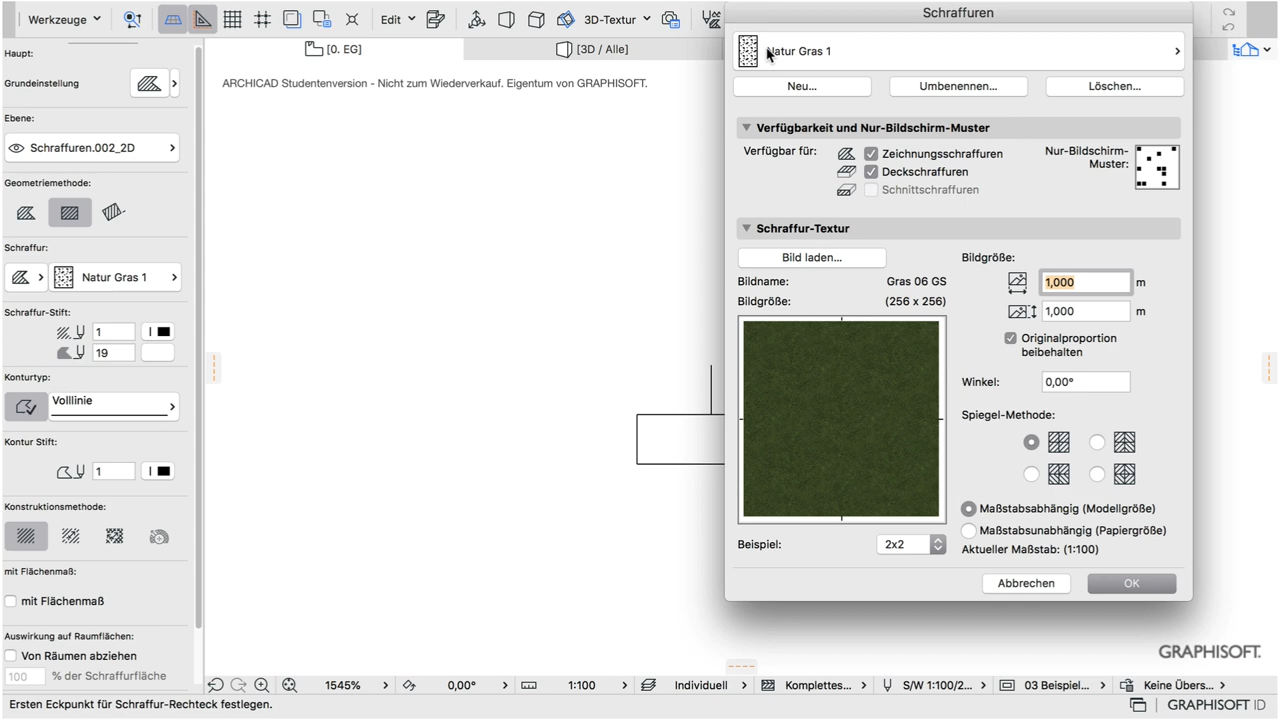 Werkzeuge
Edit
3D-Textur
Schraffuren
[0. EG]
[3D / Alle]
ARCHICAD Studentenversion - Nicht zum Wiederverkauf. Eigentum von GRAPHISOFT.
Haupt:
Grundeinstellung
Ebene:
Schraffuren.002_2D
Geometriemethode:
Schraffur:
Natur Gras 1
Schraffur-Stift:
1
19
Konturtyp:
Volllinie
Kontur Stift:
1
Konstruktionsmethode:
mit Flächenmaß:
mit Flächenmaß
Auswirkung auf Raumflächen:
Von Räumen abziehen
100 % der Schraffurfläche
Natur Gras 1
Neu...
Umbenennen...
Löschen...
Verfügbarkeit und Nur-Bildschirm-Muster
Verfügbar für:
Zeichnungsschraffuren
Deckschraffuren
Schnittschraffuren
Nur-Bildschirm-
Muster:
Schraffur-Textur
Bild laden...
Bildname: Gras 06 GS
Bildgröße: (256 x 256)
Beispiel: 2x2
Bildgröße:
1,000 m
1,000 m
Originalproportion
beibehalten
Winkel: 0,00°
Spiegel-Methode:
Maßstabsabhängig (Modellgröße)
Maßstabsunabhängig (Papiergröße)
Aktueller Maßstab: (1:100)
Abbrechen
OK
GRAPHISOFT.
1545%
0,00°
1:100
Individuell
Komplettes...
S/W 1:100/2...
03 Beispiel...
Keine Übers...
Ersten Eckpunkt für Schraffur-Rechteck festlegen.
GRAPHISOFT ID